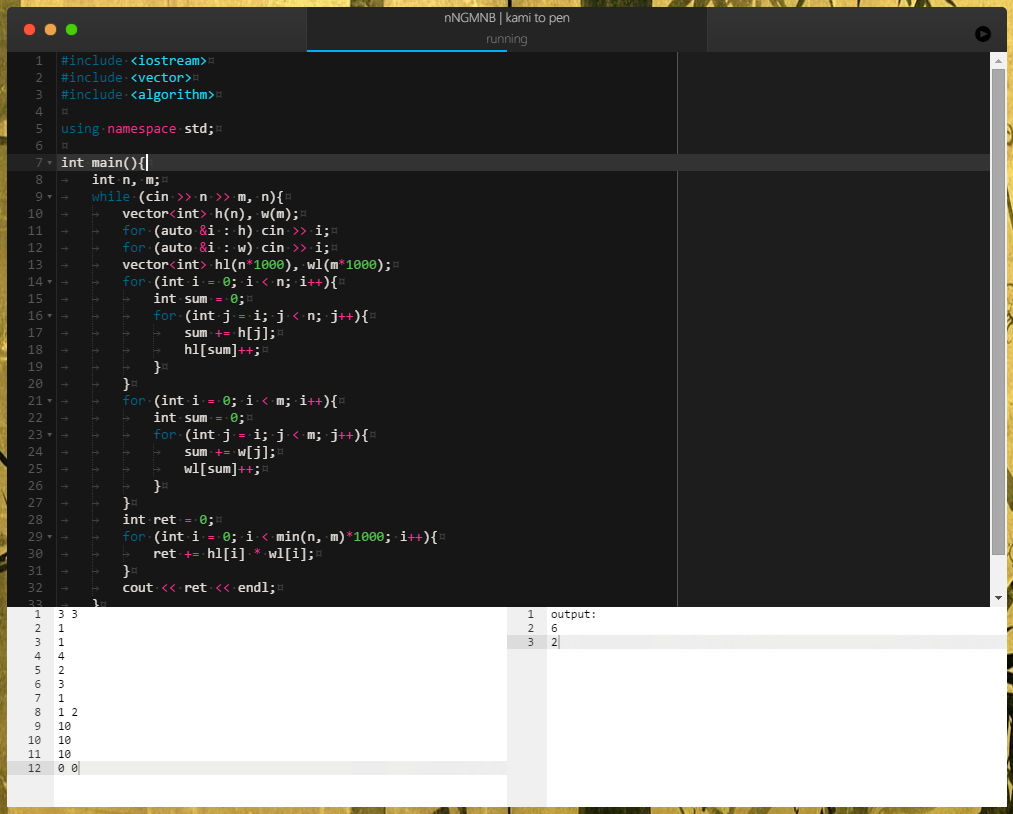 nNGMNB | kami to pen
running
1 #include <iostream>
2 #include <vector>
3 #include <algorithm>
4
5 using namespace std;
6
7 int main(){
8 int n, m;
9 while (cin >> n >> m, n){
10 vector<int> h(n), w(m);
11 for (auto &i : h) cin >> i;
12 for (auto &i : w) cin >> i;
13 vector<int> hl(n*1000), wl(m*1000);
14 for (int i = 0; i < n; i++){
15 int sum = 0;
16 for (int j = i; j < n; j++){
17 sum += h[j];
18 hl[sum]++;
19 }
20 }
21 for (int i = 0; i < m; i++){
22 int sum = 0;
23 for (int j = i; j < m; j++){
24 sum += w[j];
25 wl[sum]++;
26 }
27 }
28 int ret = 0;
29 for (int i = 0; i < min(n, m)*1000; i++){
30 ret += hl[i] * wl[i];
31 }
32 cout << ret << endl;
33 }
1 3 3
2 1
3 1
4 4
5 2
6 3
7 1
8 1 2
9 10
10 10
11 10
12 0 0
1 output:
2 6
3 2